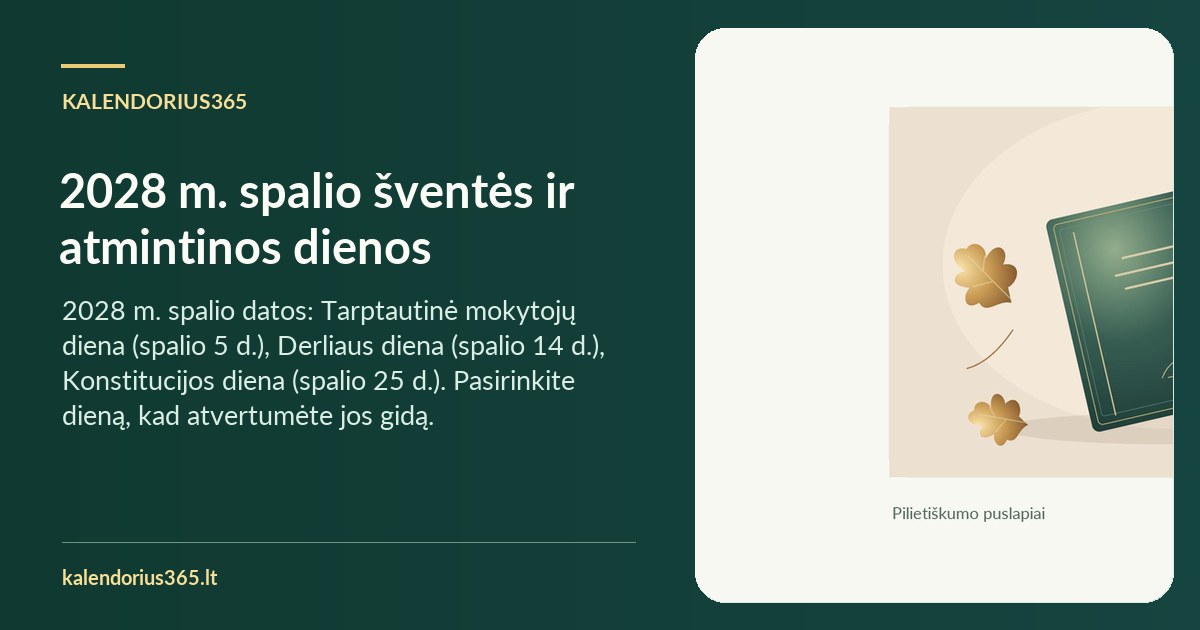 KALENDORIUS365
2028 m. spalio šventės ir
atmintinos dienos
2028 m. spalio datos: Tarptautinė mokytojų
diena (spalio 5 d.), Derliaus diena (spalio 14 d.),
Konstitucijos diena (spalio 25 d.). Pasirinkite
dieną, kad atvertumėte jos gidą.
kalendorius365.lt
Pilietiškumo puslapiai